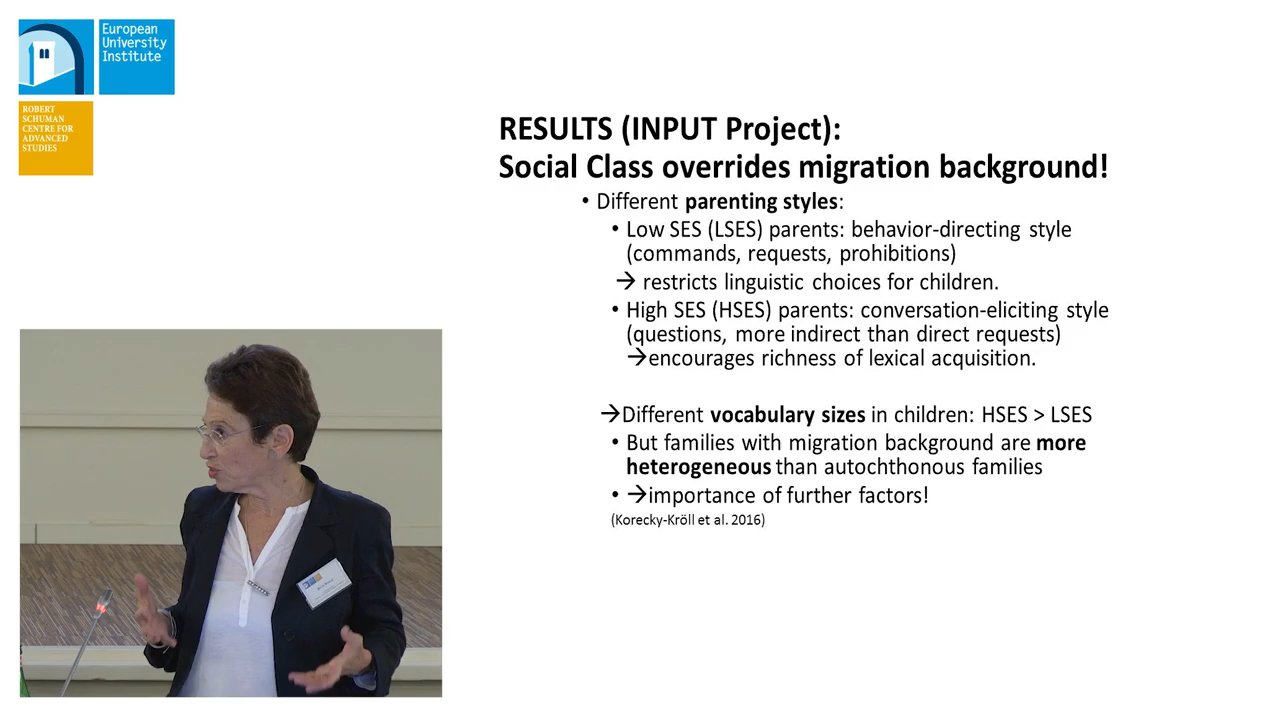 European
University
Institute
ROBERT
SCHUMAN
CENTRE FOR
ADVANCED
STUDIES
RESULTS (INPUT Project):
Social Class overrides migration background!
• Different parenting styles:
• Low SES (LSES) parents: behavior-directing style
(commands, requests, prohibitions)
→ restricts linguistic choices for children.
• High SES (HSES) parents: conversation-eliciting style
(questions, more indirect than direct requests)
→encourages richness of lexical acquisition.
→Different vocabulary sizes in children: HSES > LSES
• But families with migration background are more
heterogeneous than autochthonous families
• →importance of further factors!
(Korecky-Kröll et al. 2016)